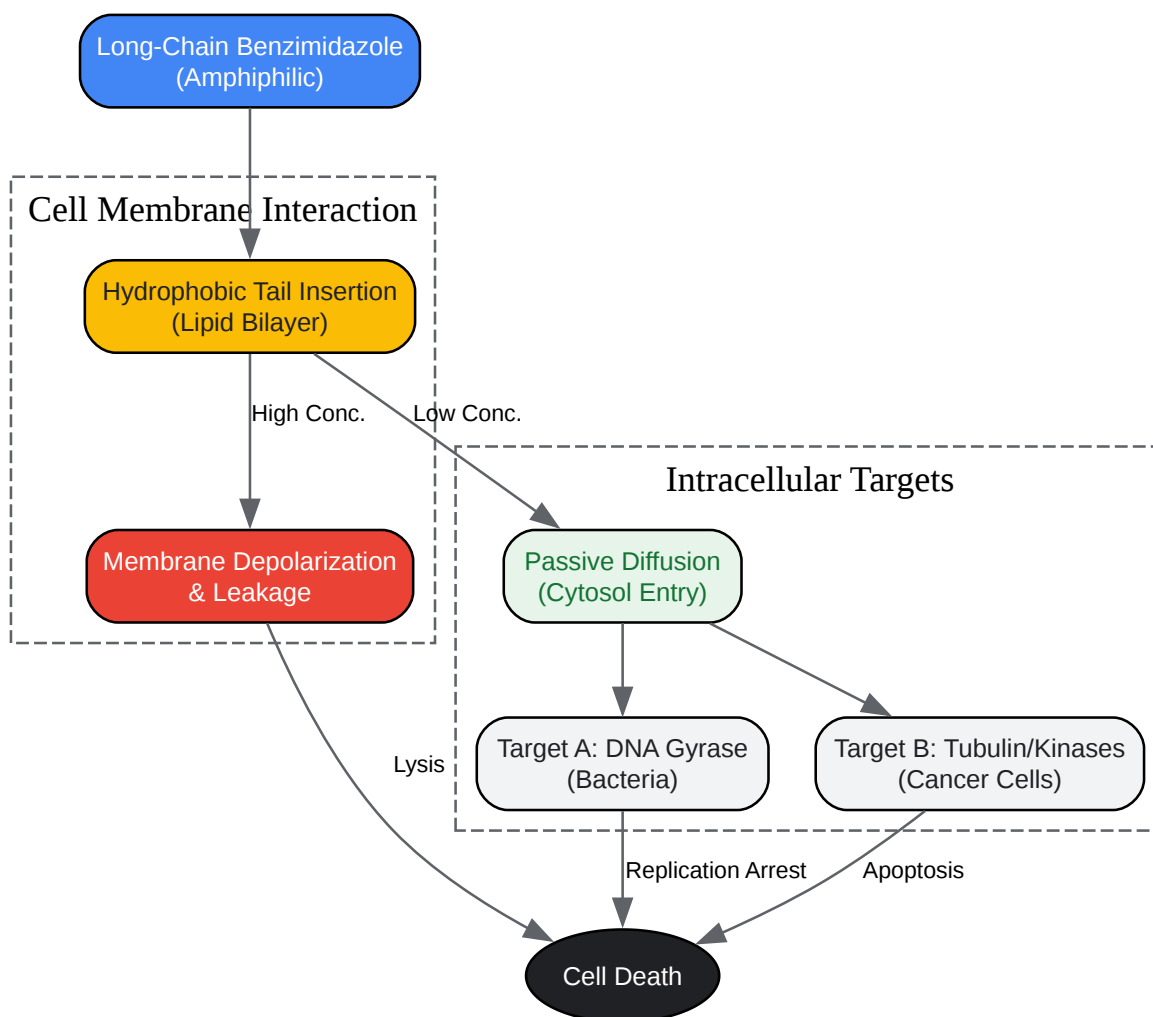 Long-Chain Benzimidazole
(Amphiphilic)
Cell Membrane Interaction
Hydrophobic Tail Insertion
(Lipid Bilayer)
High Conc.
Low Conc.
Intracellular Targets
Membrane Depolarization
& Leakage
Passive Diffusion
(Cytosol Entry)
Target A: DNA Gyrase
(Bacteria)
Target B: Tubulin/Kinases
(Cancer Cells)
Lysis
Replication Arrest
Apoptosis
Cell Death